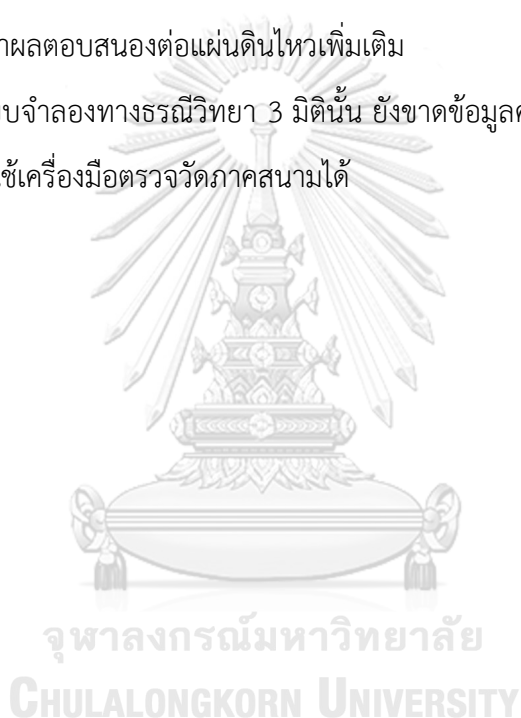 าผลตอบสนองต่อแผ่นดินไหวเพิ่มเติม
บบจำลองทางธรณีวิทยา 3 มิตินั้น ยังขาดข้อมูล
ช้เครื่องมือตรวจวัดภาคสนามได้
จุฬาลงกรณ์มหาวิทยาลัย
CHULALONGKORN UNIVERSITY